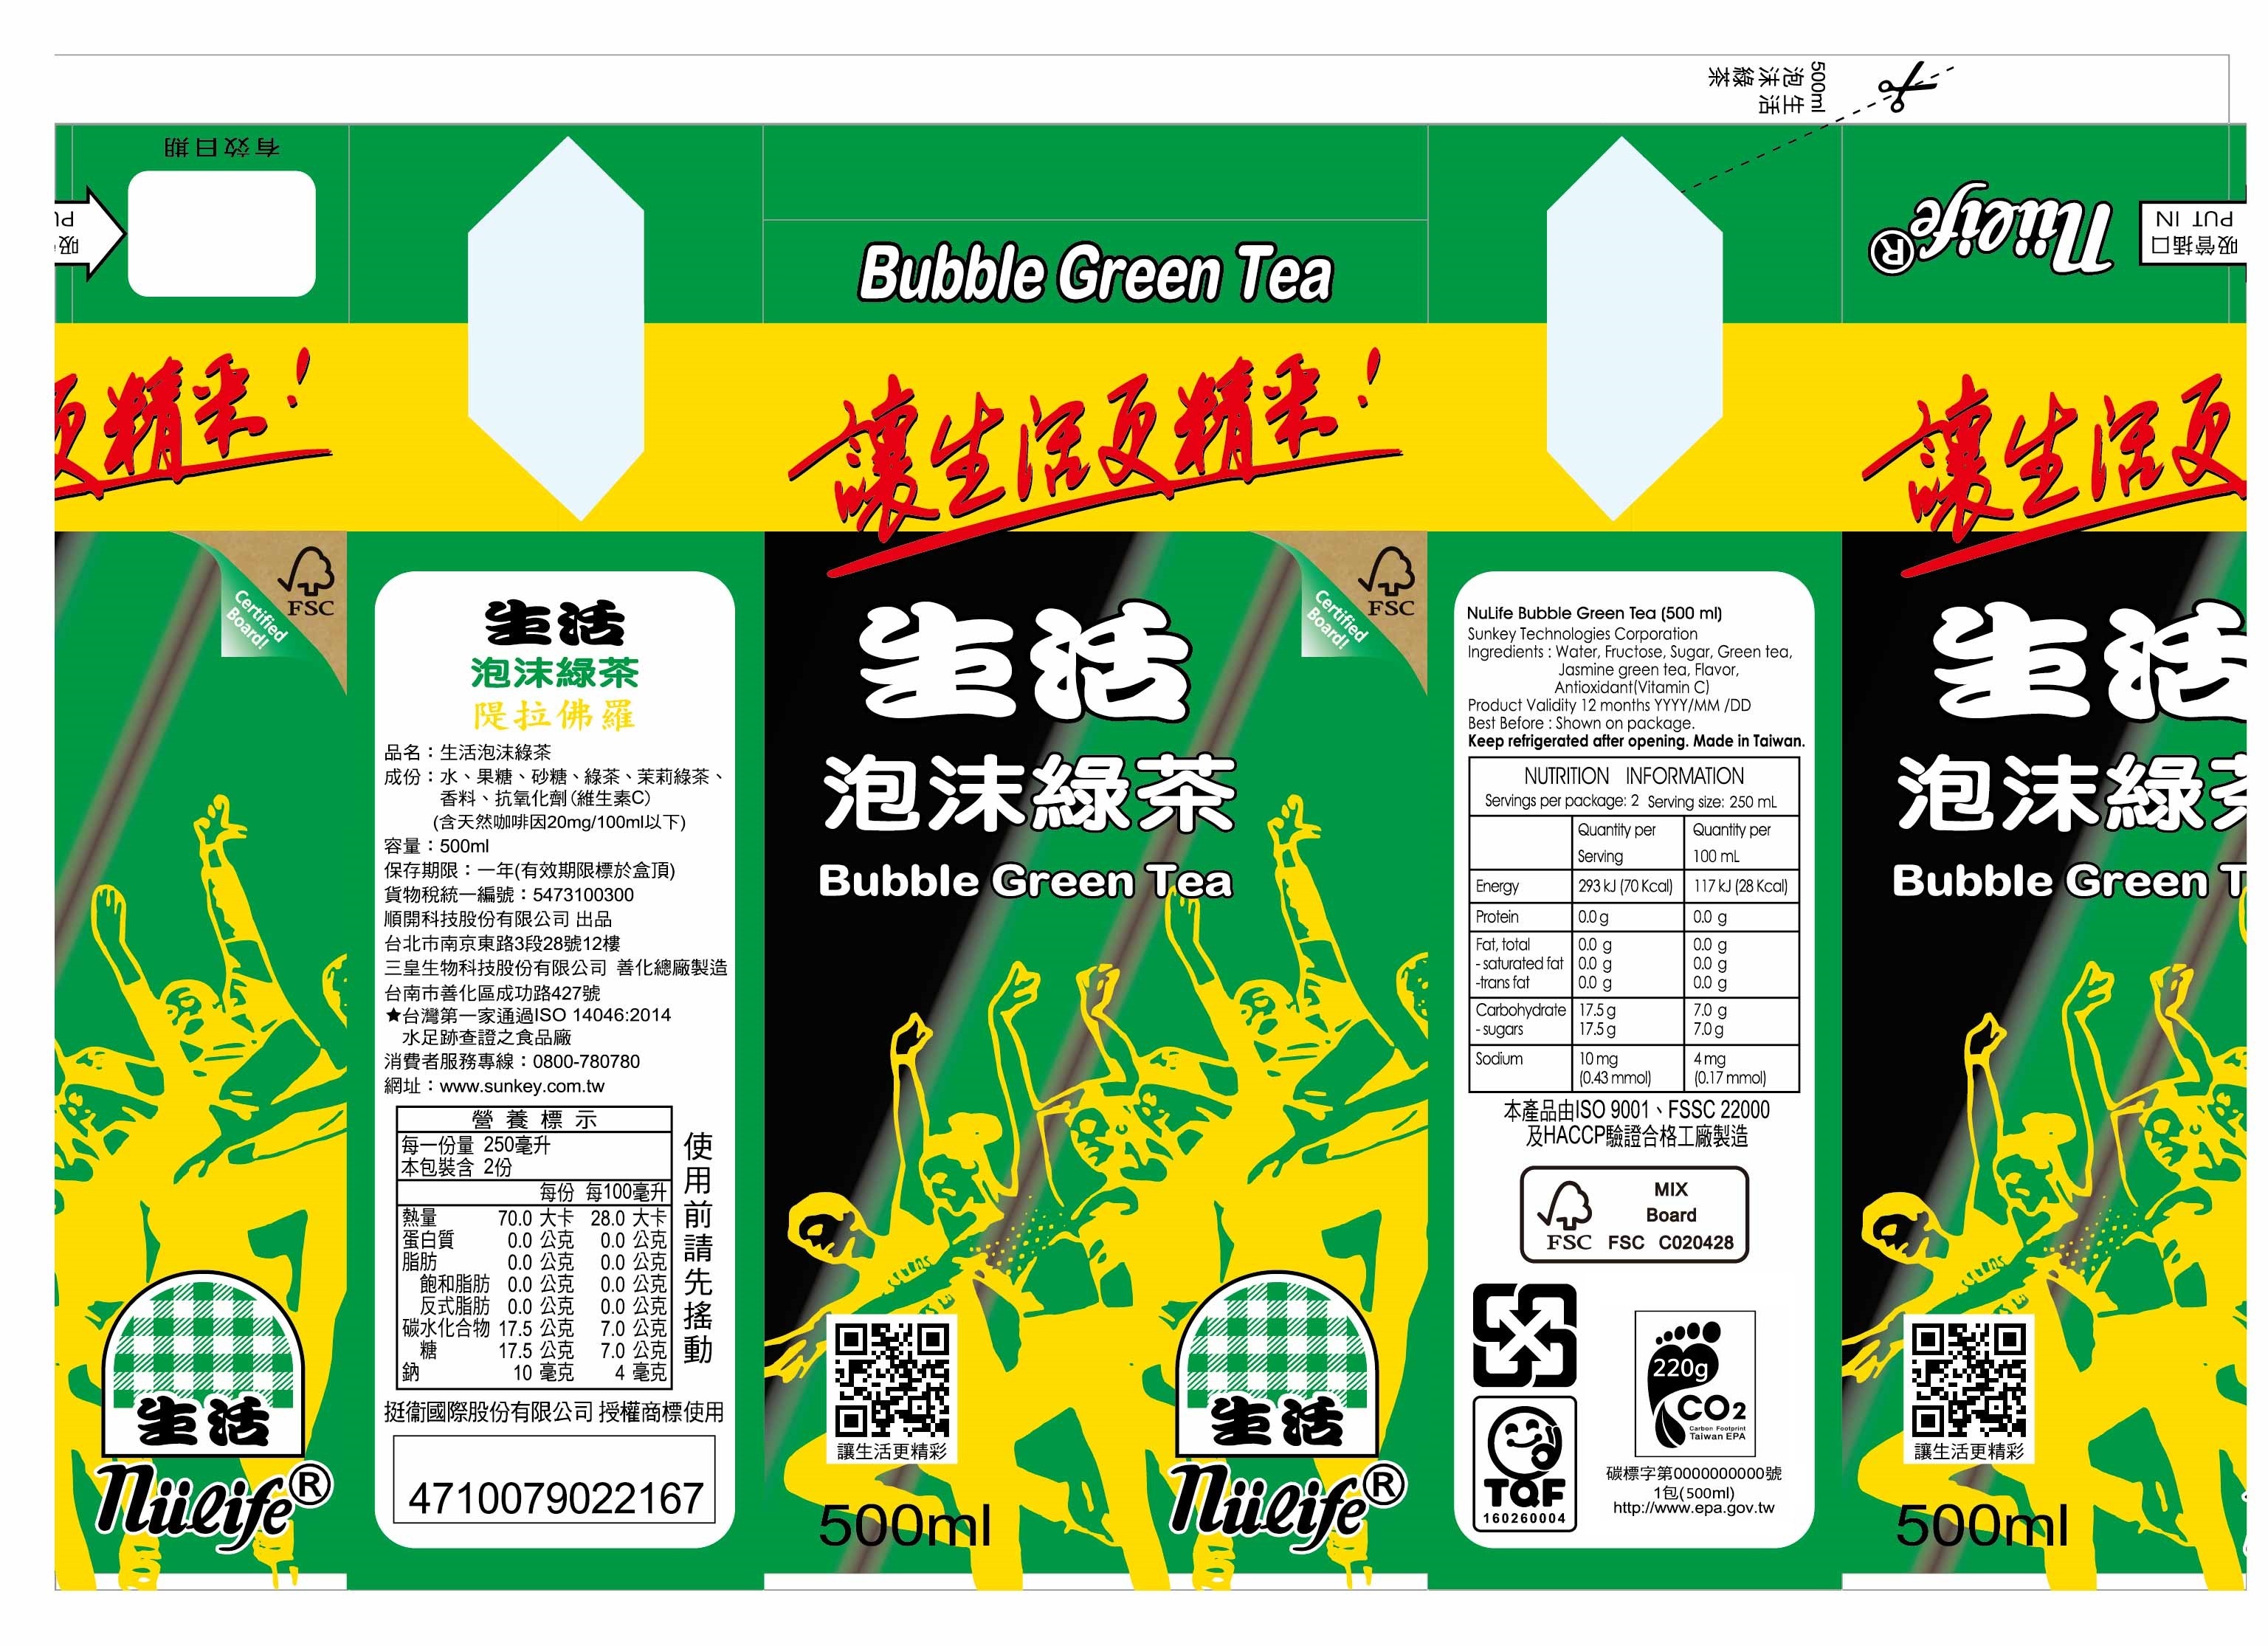 500ml
生活
泡沫綠茶
有效日期
吸
PU
Bubble Green Tea
Nülife®
吸管插口
PUT IN
更精彩!
讓生活更精彩!
讓生活更
FSC
Certified
Board!
Nülife®
生活
生活
泡沫綠茶
隄拉佛羅
品名：生活泡沫綠茶
成份：水、果糖、砂糖、綠茶、茉莉綠茶、
香料、抗氧化劑(維生素C)
(含天然咖啡因20mg/100ml以下)
容量：500ml
保存期限：一年(有效期限標於盒頂)
貨物稅統一編號：5473100300
順開科技股份有限公司 出品
台北市南京東路3段28號12樓
三皇生物科技股份有限公司 善化總廠製造
台南市善化區成功路427號
★台灣第一家通過ISO 14046:2014
水足跡查證之食品廠
消費者服務專線：0800-780780
網址：www.sunkey.com.tw
營養標示
每一份量 250毫升
本包裝含 2份
每份 每100毫升
熱量 70.0 大卡 28.0 大卡
蛋白質 0.0 公克 0.0 公克
脂肪 0.0 公克 0.0 公克
飽和脂肪 0.0 公克 0.0 公克
反式脂肪 0.0 公克 0.0 公克
碳水化合物 17.5 公克 7.0 公克
糖 17.5 公克 7.0 公克
鈉 10 毫克 4 毫克
使用前請先搖動
挺衞國際股份有限公司 授權商標使用
4710079022167
FSC
Certified
Board!
生活
泡沫綠茶
Bubble Green Tea
讓生活更精彩
500ml
生活
Nülife®
NuLife Bubble Green Tea (500 ml)
Sunkey Technologies Corporation
Ingredients : Water, Fructose, Sugar, Green tea,
Jasmine green tea, Flavor,
Antioxidant(Vitamin C)
Product Validity 12 months YYYY/MM /DD
Best Before : Shown on package.
Keep refrigerated after opening. Made in Taiwan.
NUTRITION INFORMATION
Servings per package: 2 Serving size: 250 mL
Quantity per Serving Quantity per 100 mL
Energy 293 kJ (70 Kcal) 117 kJ (28 Kcal)
Protein 0.0 g 0.0 g
Fat, total 0.0 g 0.0 g
- saturated fat 0.0 g 0.0 g
-trans fat 0.0 g 0.0 g
Carbohydrate 17.5 g 7.0 g
- sugars 17.5 g 7.0 g
Sodium 10 mg 4 mg
(0.43 mmol) (0.17 mmol)
本產品由ISO 9001、FSSC 22000
及HACCP驗證合格工廠製造
MIX
Board
FSC FSC C020428
220g
CO2
Carbon Footprint
Taiwan EPA
TQF
160260004
碳標字第0000000000號
1包(500ml)
http://www.epa.gov.tw
生活
泡沫綠茶
Bubble Green T
讓生活更精彩
500ml